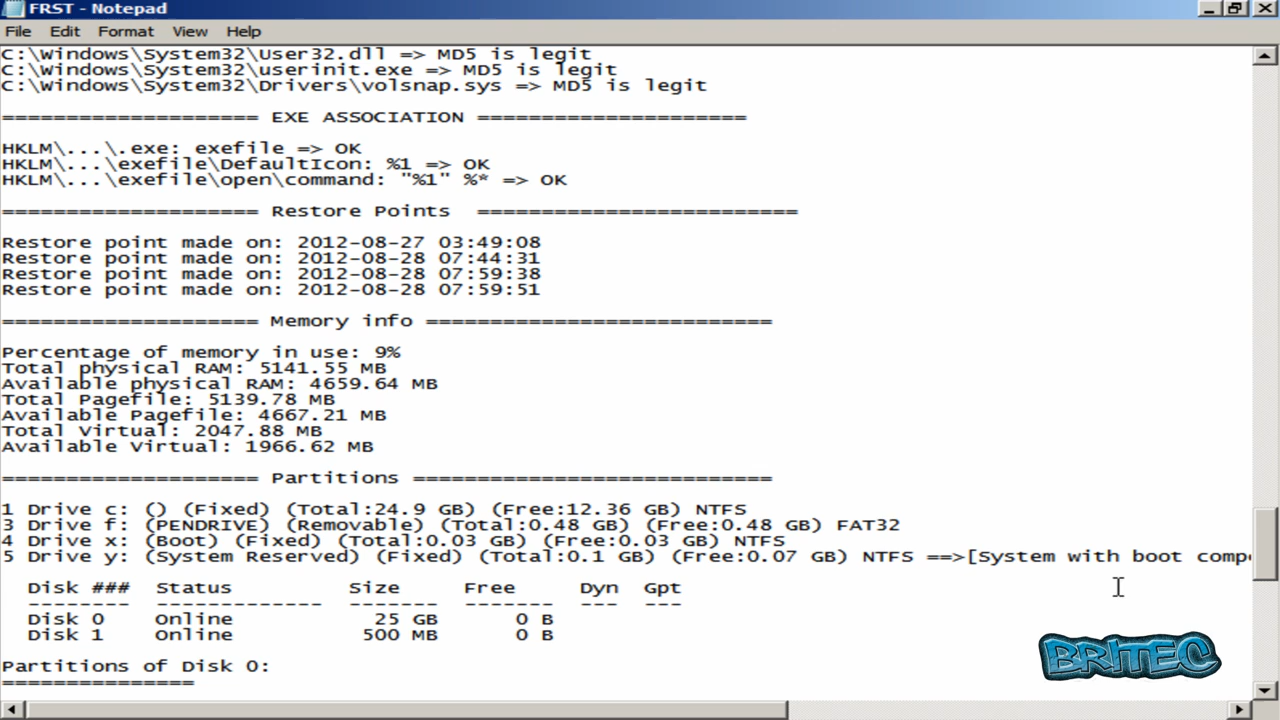 FRST - Notepad
File Edit Format View Help
C:\Windows\System32\User32.dll => MD5 is legit
C:\Windows\System32\userinit.exe => MD5 is legit
C:\Windows\System32\Drivers\volsnap.sys => MD5 is legit
==================== EXE ASSOCIATION =====================
HKLM\...\.exe: exefile => OK
HKLM\...\exefile\DefaultIcon: %1 => OK
HKLM\...\exefile\open\command: "%1" %* => OK
==================== Restore Points  =========================
Restore point made on: 2012-08-27 03:49:08
Restore point made on: 2012-08-28 07:44:31
Restore point made on: 2012-08-28 07:59:38
Restore point made on: 2012-08-28 07:59:51
==================== Memory info ===========================
Percentage of memory in use: 9%
Total physical RAM: 5141.55 MB
Available physical RAM: 4659.64 MB
Total Pagefile: 5139.78 MB
Available Pagefile: 4667.21 MB
Total Virtual: 2047.88 MB
Available Virtual: 1966.62 MB
==================== Partitions ============================
1 Drive c: () (Fixed) (Total:24.9 GB) (Free:12.36 GB) NTFS
3 Drive f: (PENDRIVE) (Removable) (Total:0.48 GB) (Free:0.48 GB) FAT32
4 Drive x: (Boot) (Fixed) (Total:0.03 GB) (Free:0.03 GB) NTFS
5 Drive y: (System Reserved) (Fixed) (Total:0.1 GB) (Free:0.07 GB) NTFS ==>[System with boot comp
Disk ### Status Size Free Dyn Gpt
-------- ------------- ------- ------- --- ---
Disk 0 Online 25 GB 0 B
Disk 1 Online 500 MB 0 B
Partitions of Disk 0:
===============
BRITEC